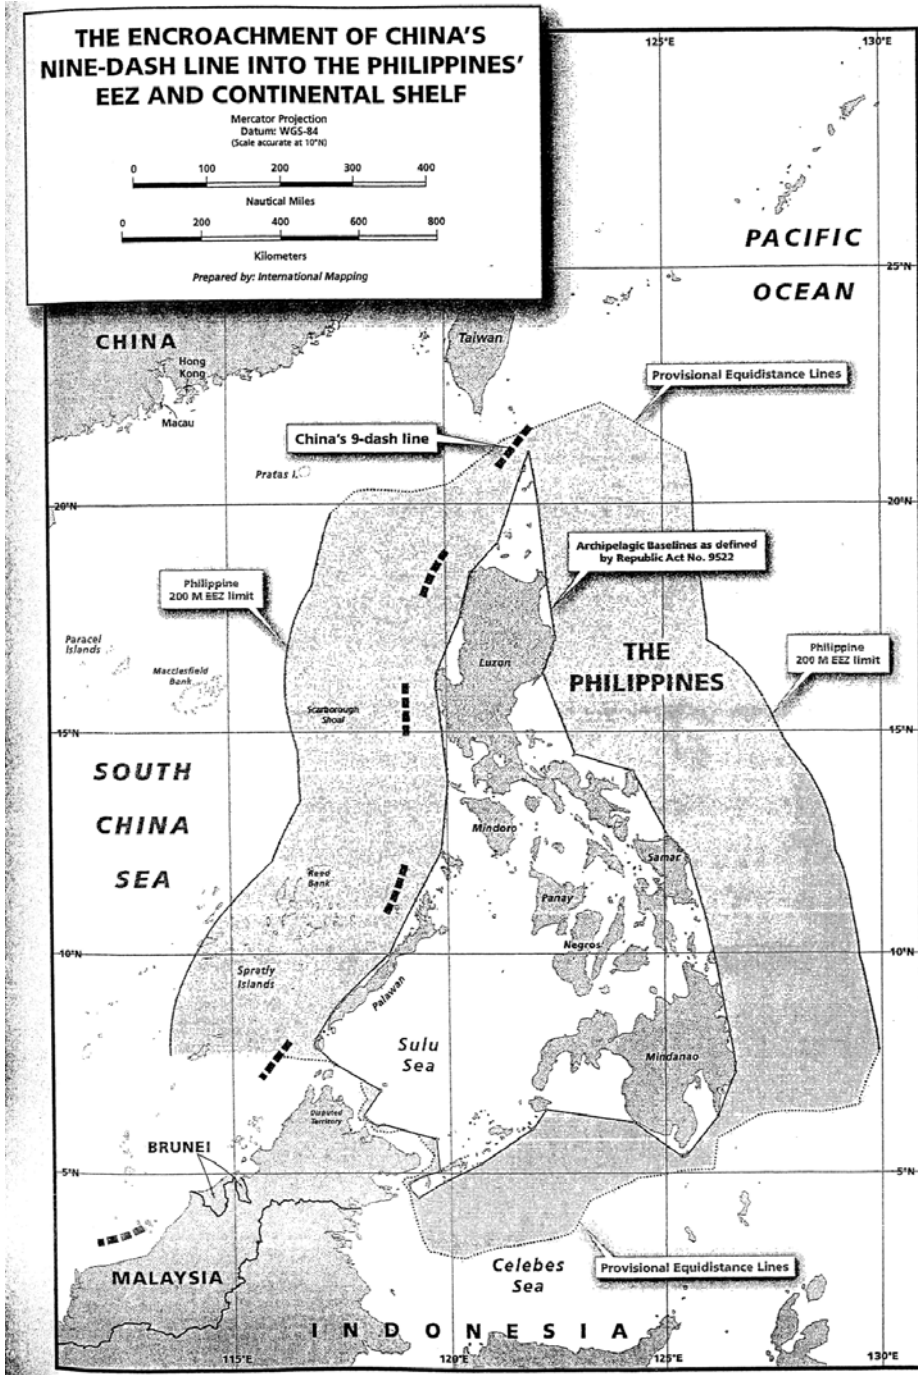 THE ENCROACHMENT OF CHINA'S
NINE-DASH LINE INTO THE PHILIPPINES'
EEZ AND CONTINENTAL SHELF
Mercator Projection
Datum: WGS-84
(Scale accurate at 10°N)
0 100 200 300 400
Nautical Miles
0 200 400 600 800
Kilometers
Prepared by: International Mapping
125°E
130°E
PACIFIC
OCEAN
25°N
CHINA
Hong
Kong
Macau
Taiwan
Provisional Equidistance Lines
China's 9-dash line
Pratas I.
20°N
20°N
Archipelagic Baselines as defined
by Republic Act No. 9522
Philippine
200 M EEZ limit
Paracel
Islands
Macclesfield
Bank
Luzon
THE
PHILIPPINES
Philippine
200 M EEZ limit
Scarborough
Shoal
15°N
15°N
SOUTH
CHINA
SEA
Mindoro
Samar
Reed
Bank
Panay
Negros
10°N
10°N
Spratly
Islands
Palawan
Sulu
Sea
Mindanao
Disputed
Territory
BRUNEI
5°N
5°N
MALAYSIA
Celebes
Sea
Provisional Equidistance Lines
INDONESIA
115°E
120°E
125°E
130°E